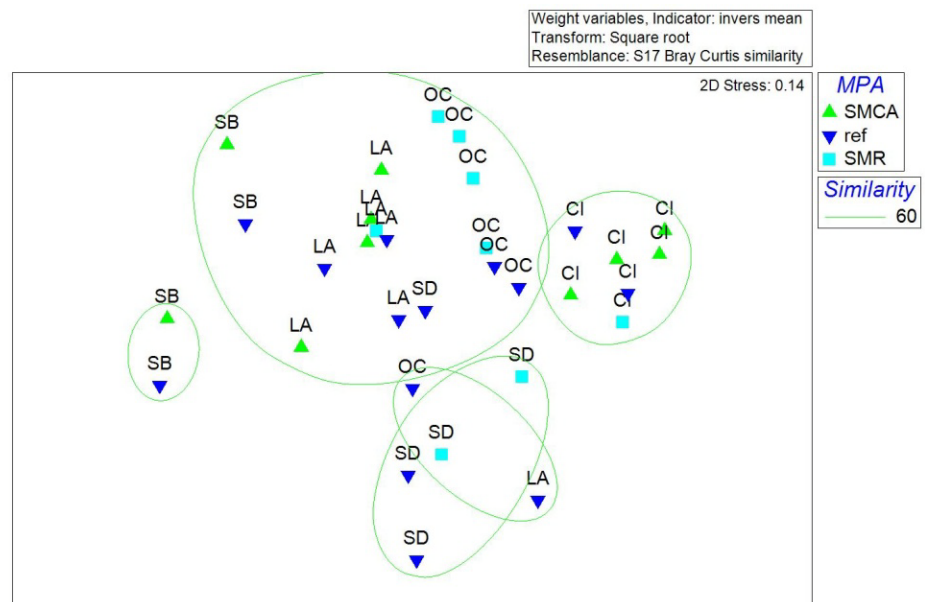 Weight variables, Indicator: invers mean
Transform: Square root
Resemblance: S17 Bray Curtis similarity
2D Stress: 0.14
MPA
SMCA
ref
SMR
Similarity
60
OC
OC
SB
LA
OC
SB
LA
LA
LA
LA
CI
CI
OC
CI
CI
OC
LA
OC
CI
CI
SD
CI
SB
LA
LA
SB
OC
SD
SD
SD
LA
SD